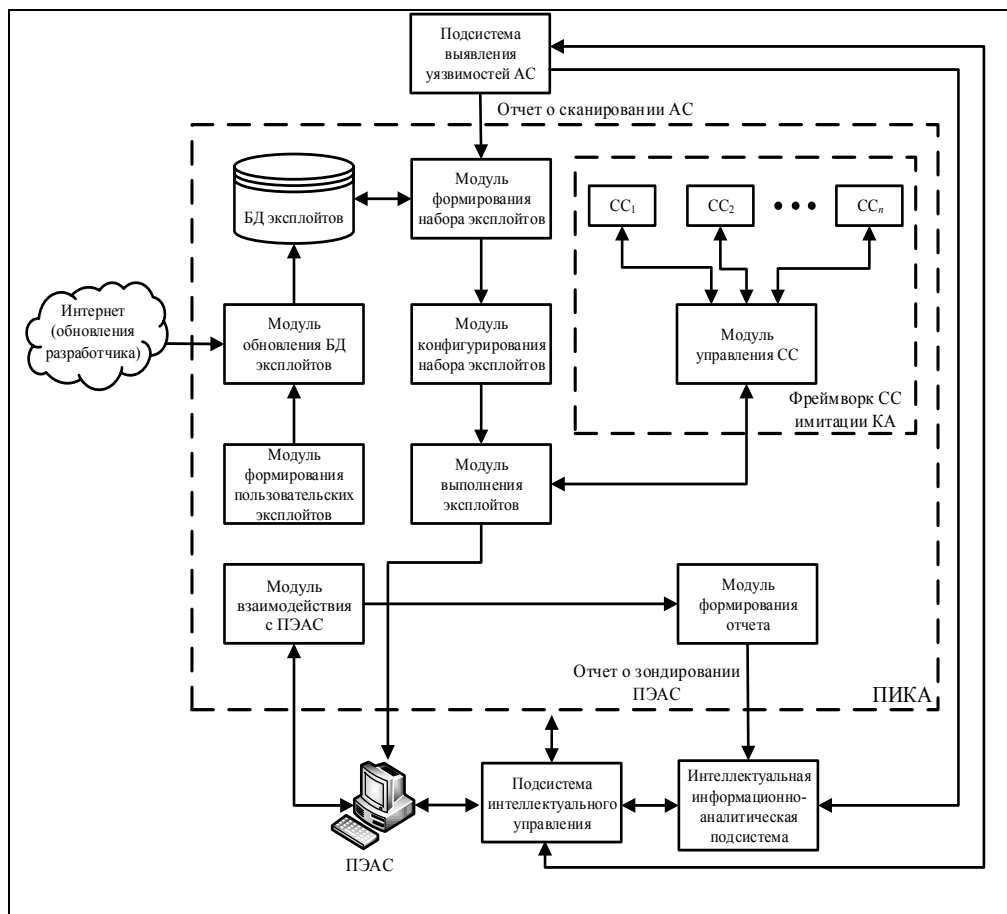 Подсистема
выявления
уязвимостей АС
Отчет о сканировании АС
БД эксплойтов
Модуль
формирования
набора эксплойтов
СС1
СС2
ССn
Интернет
(обновления
разработчика)
Модуль
обновления БД
эксплойтов
Модуль
конфигурирования
набора эксплойтов
Модуль
управления СС
Фреймворк СС
имитации КА
Модуль
формирования
пользовательских
эксплойтов
Модуль
выполнения
эксплойтов
Модуль
взаимодействия
с ПЭАС
Модуль
формирования
отчета
Отчет о зондировании
ПЭАС
ПИКА
ПЭАС
Подсистема
интеллектуального
управления
Интеллектуальная
информационно-
аналитическая
подсистема